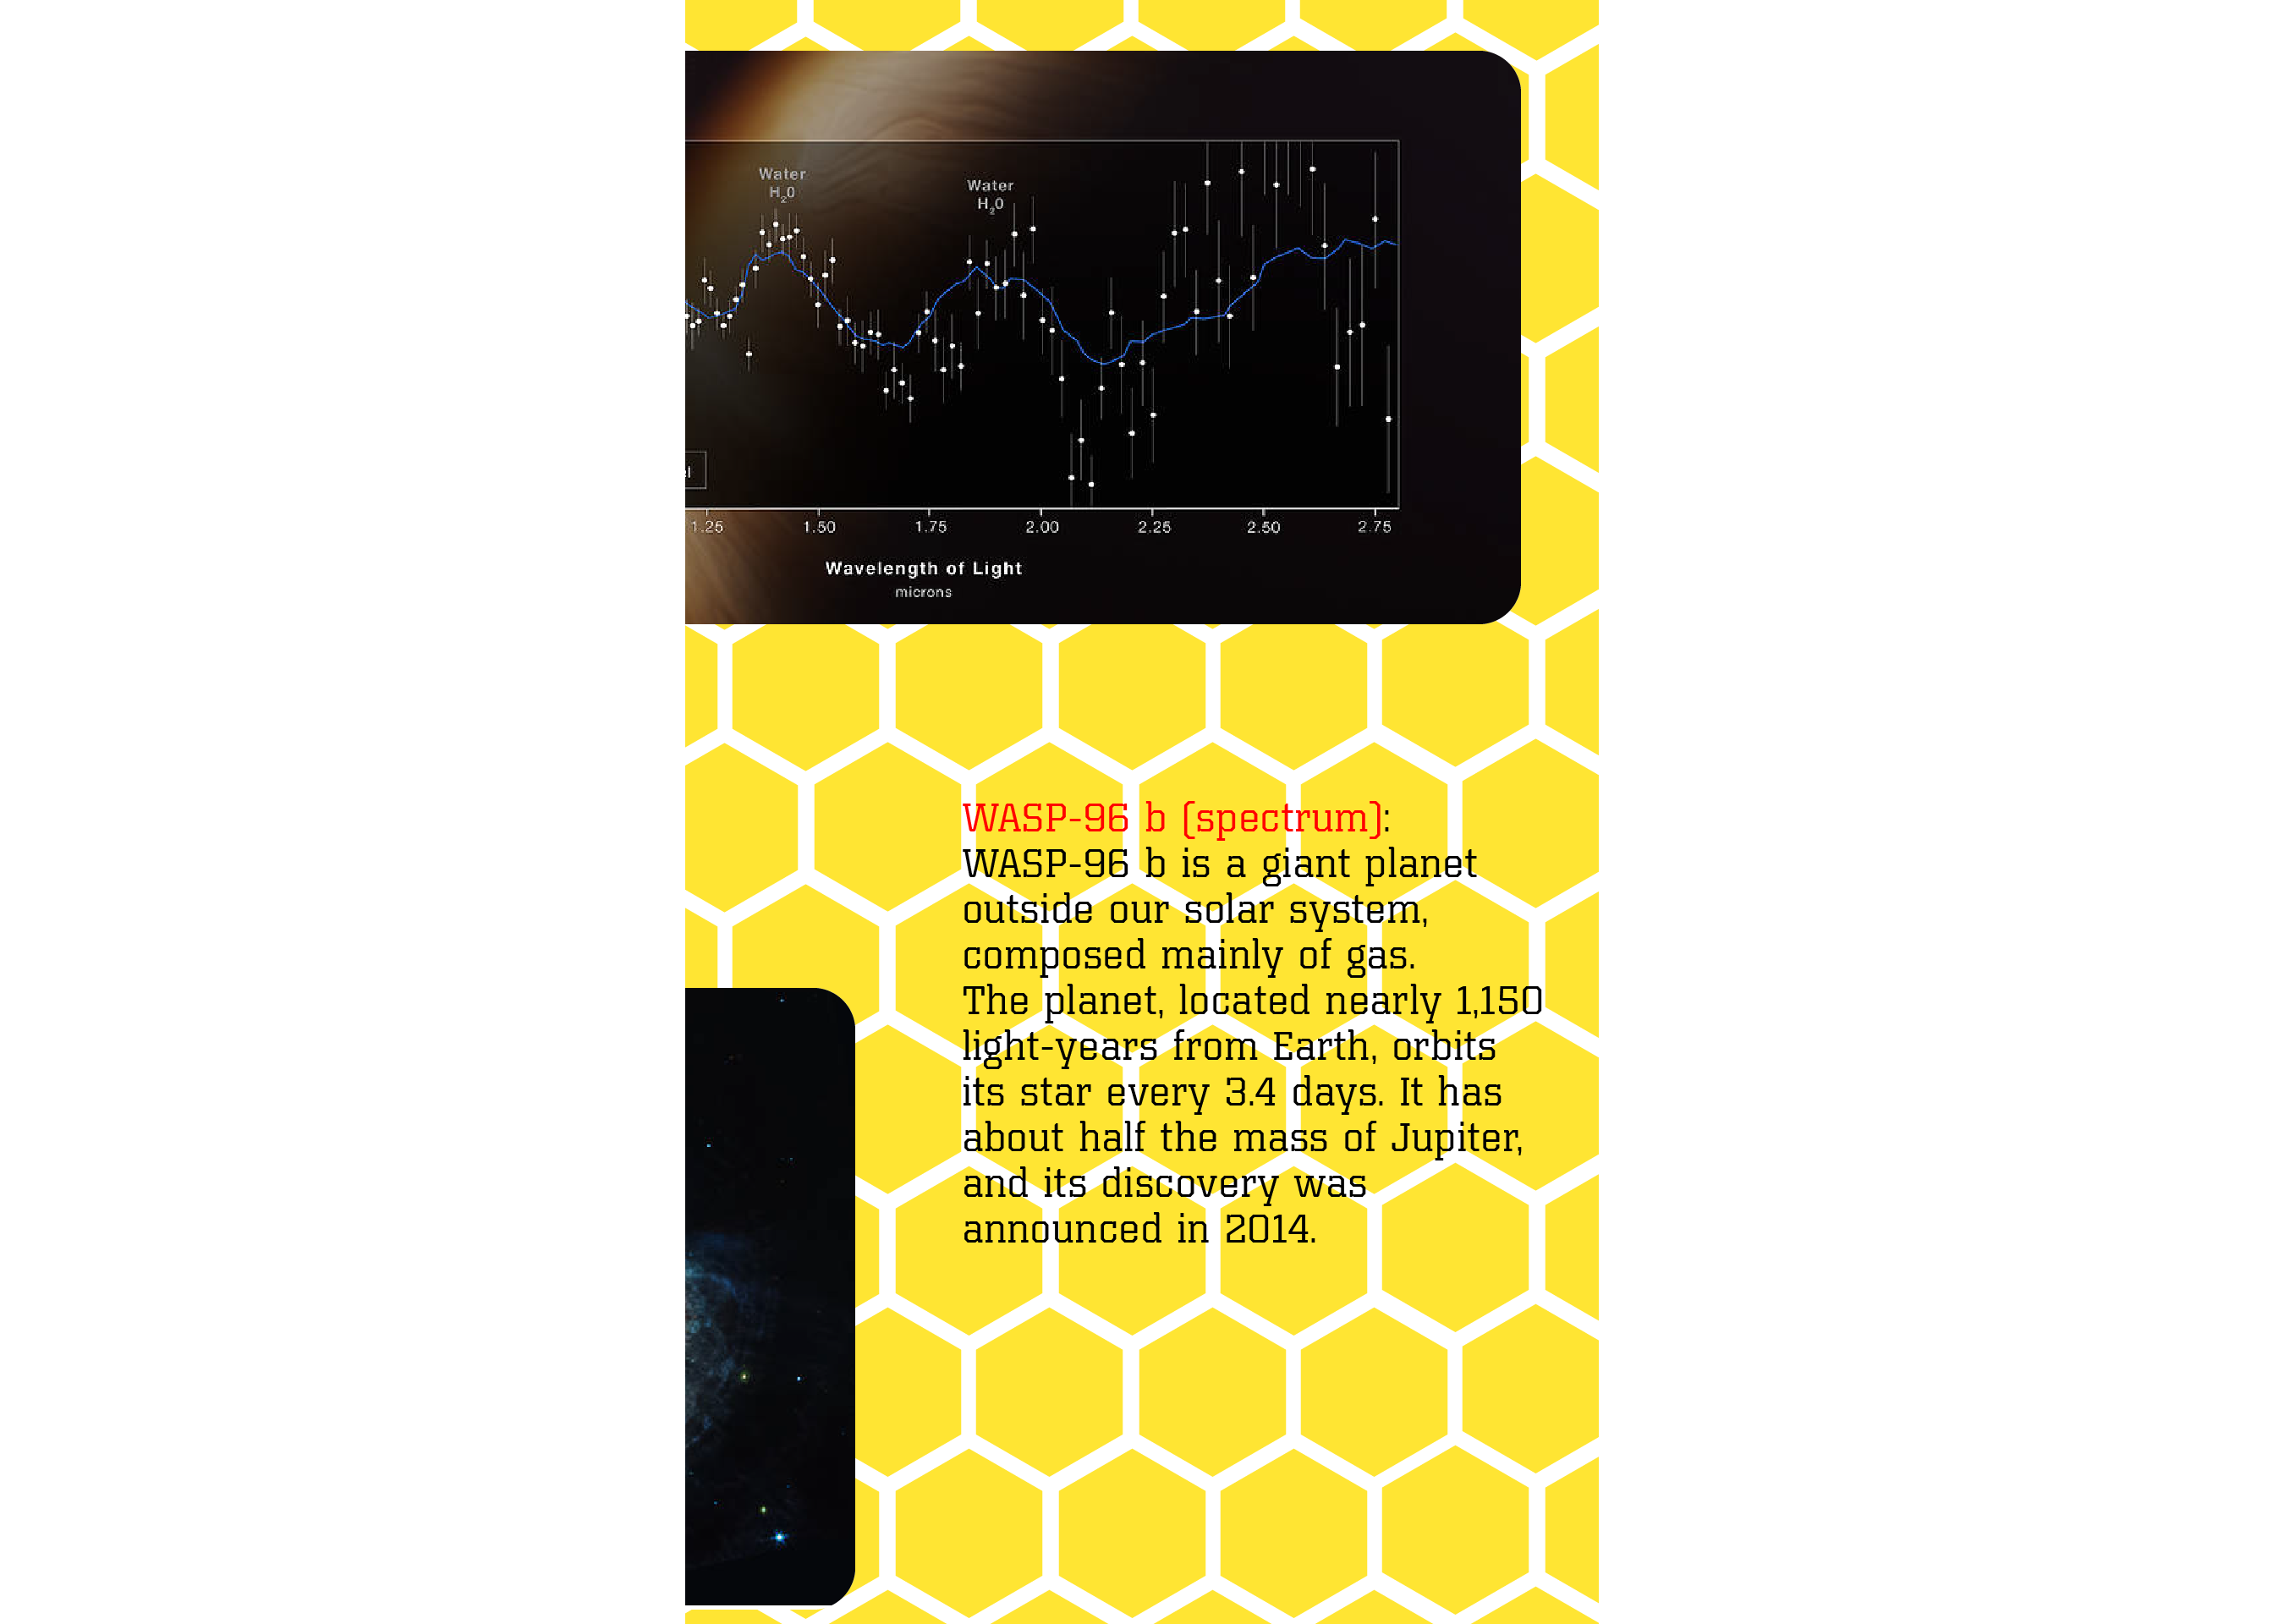 Water
H₂0
Water
H₂0
1.25 1.50 1.75 2.00 2.25 2.50 2.75
Wavelength of Light
microns
WASP-96 b (spectrum):
WASP-96 b is a giant planet
outside our solar system,
composed mainly of gas.
The planet, located nearly 1,150
light-years from Earth, orbits
its star every 3.4 days. It has
about half the mass of Jupiter,
and its discovery was
announced in 2014.